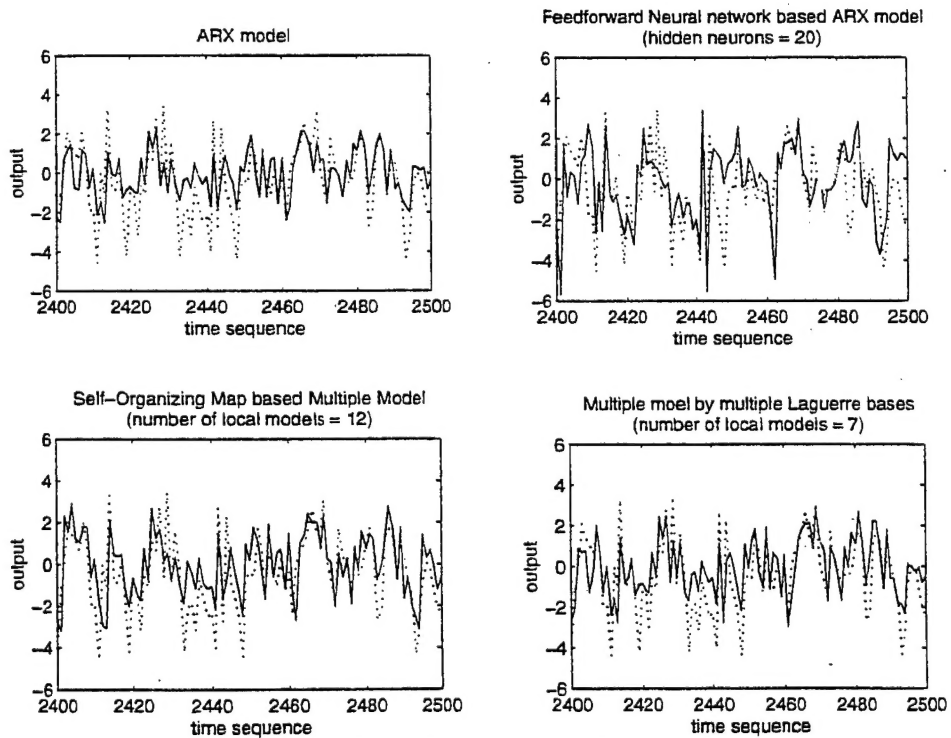 ARX model
6
4
2
0
−2
−4
−6
output
2400 2420 2440 2460 2480 2500
time sequence
Feedforward Neural network based ARX model
(hidden neurons = 20)
6
4
2
0
−2
−4
−6
output
2400 2420 2440 2460 2480 2500
time sequence
Self−Organizing Map based Multiple Model
(number of local models = 12)
6
4
2
0
−2
−4
−6
output
2400 2420 2440 2460 2480 2500
time sequence
Multiple moel by multiple Laguerre bases
(number of local models = 7)
6
4
2
0
−2
−4
−6
output
2400 2420 2440 2460 2480 2500
time sequence